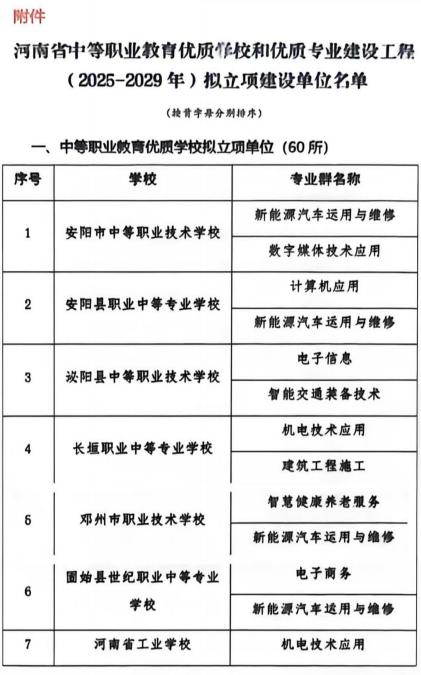 附件
河南省中等职业教育优质学校和优质专业建设工程
（2025-2029年）拟立项建设单位名单
（按首字母分别排序）
一、中等职业教育优质学校拟立项单位（60所）
序号 学校 专业群名称
1 安阳市中等职业技术学校 新能源汽车运用与维修
数字媒体技术应用
2 安阳县职业中等专业学校 计算机应用
新能源汽车运用与维修
3 泌阳县中等职业技术学校 电子信息
智能交通装备技术
4 长垣职业中等专业学校 机电技术应用
建筑工程施工
5 邓州市职业技术学校 智慧健康养老服务
新能源汽车运用与维修
6 固始县世纪职业中等专业 电子商务
学校 新能源汽车运用与维修
7 河南省工业学校 机电技术应用